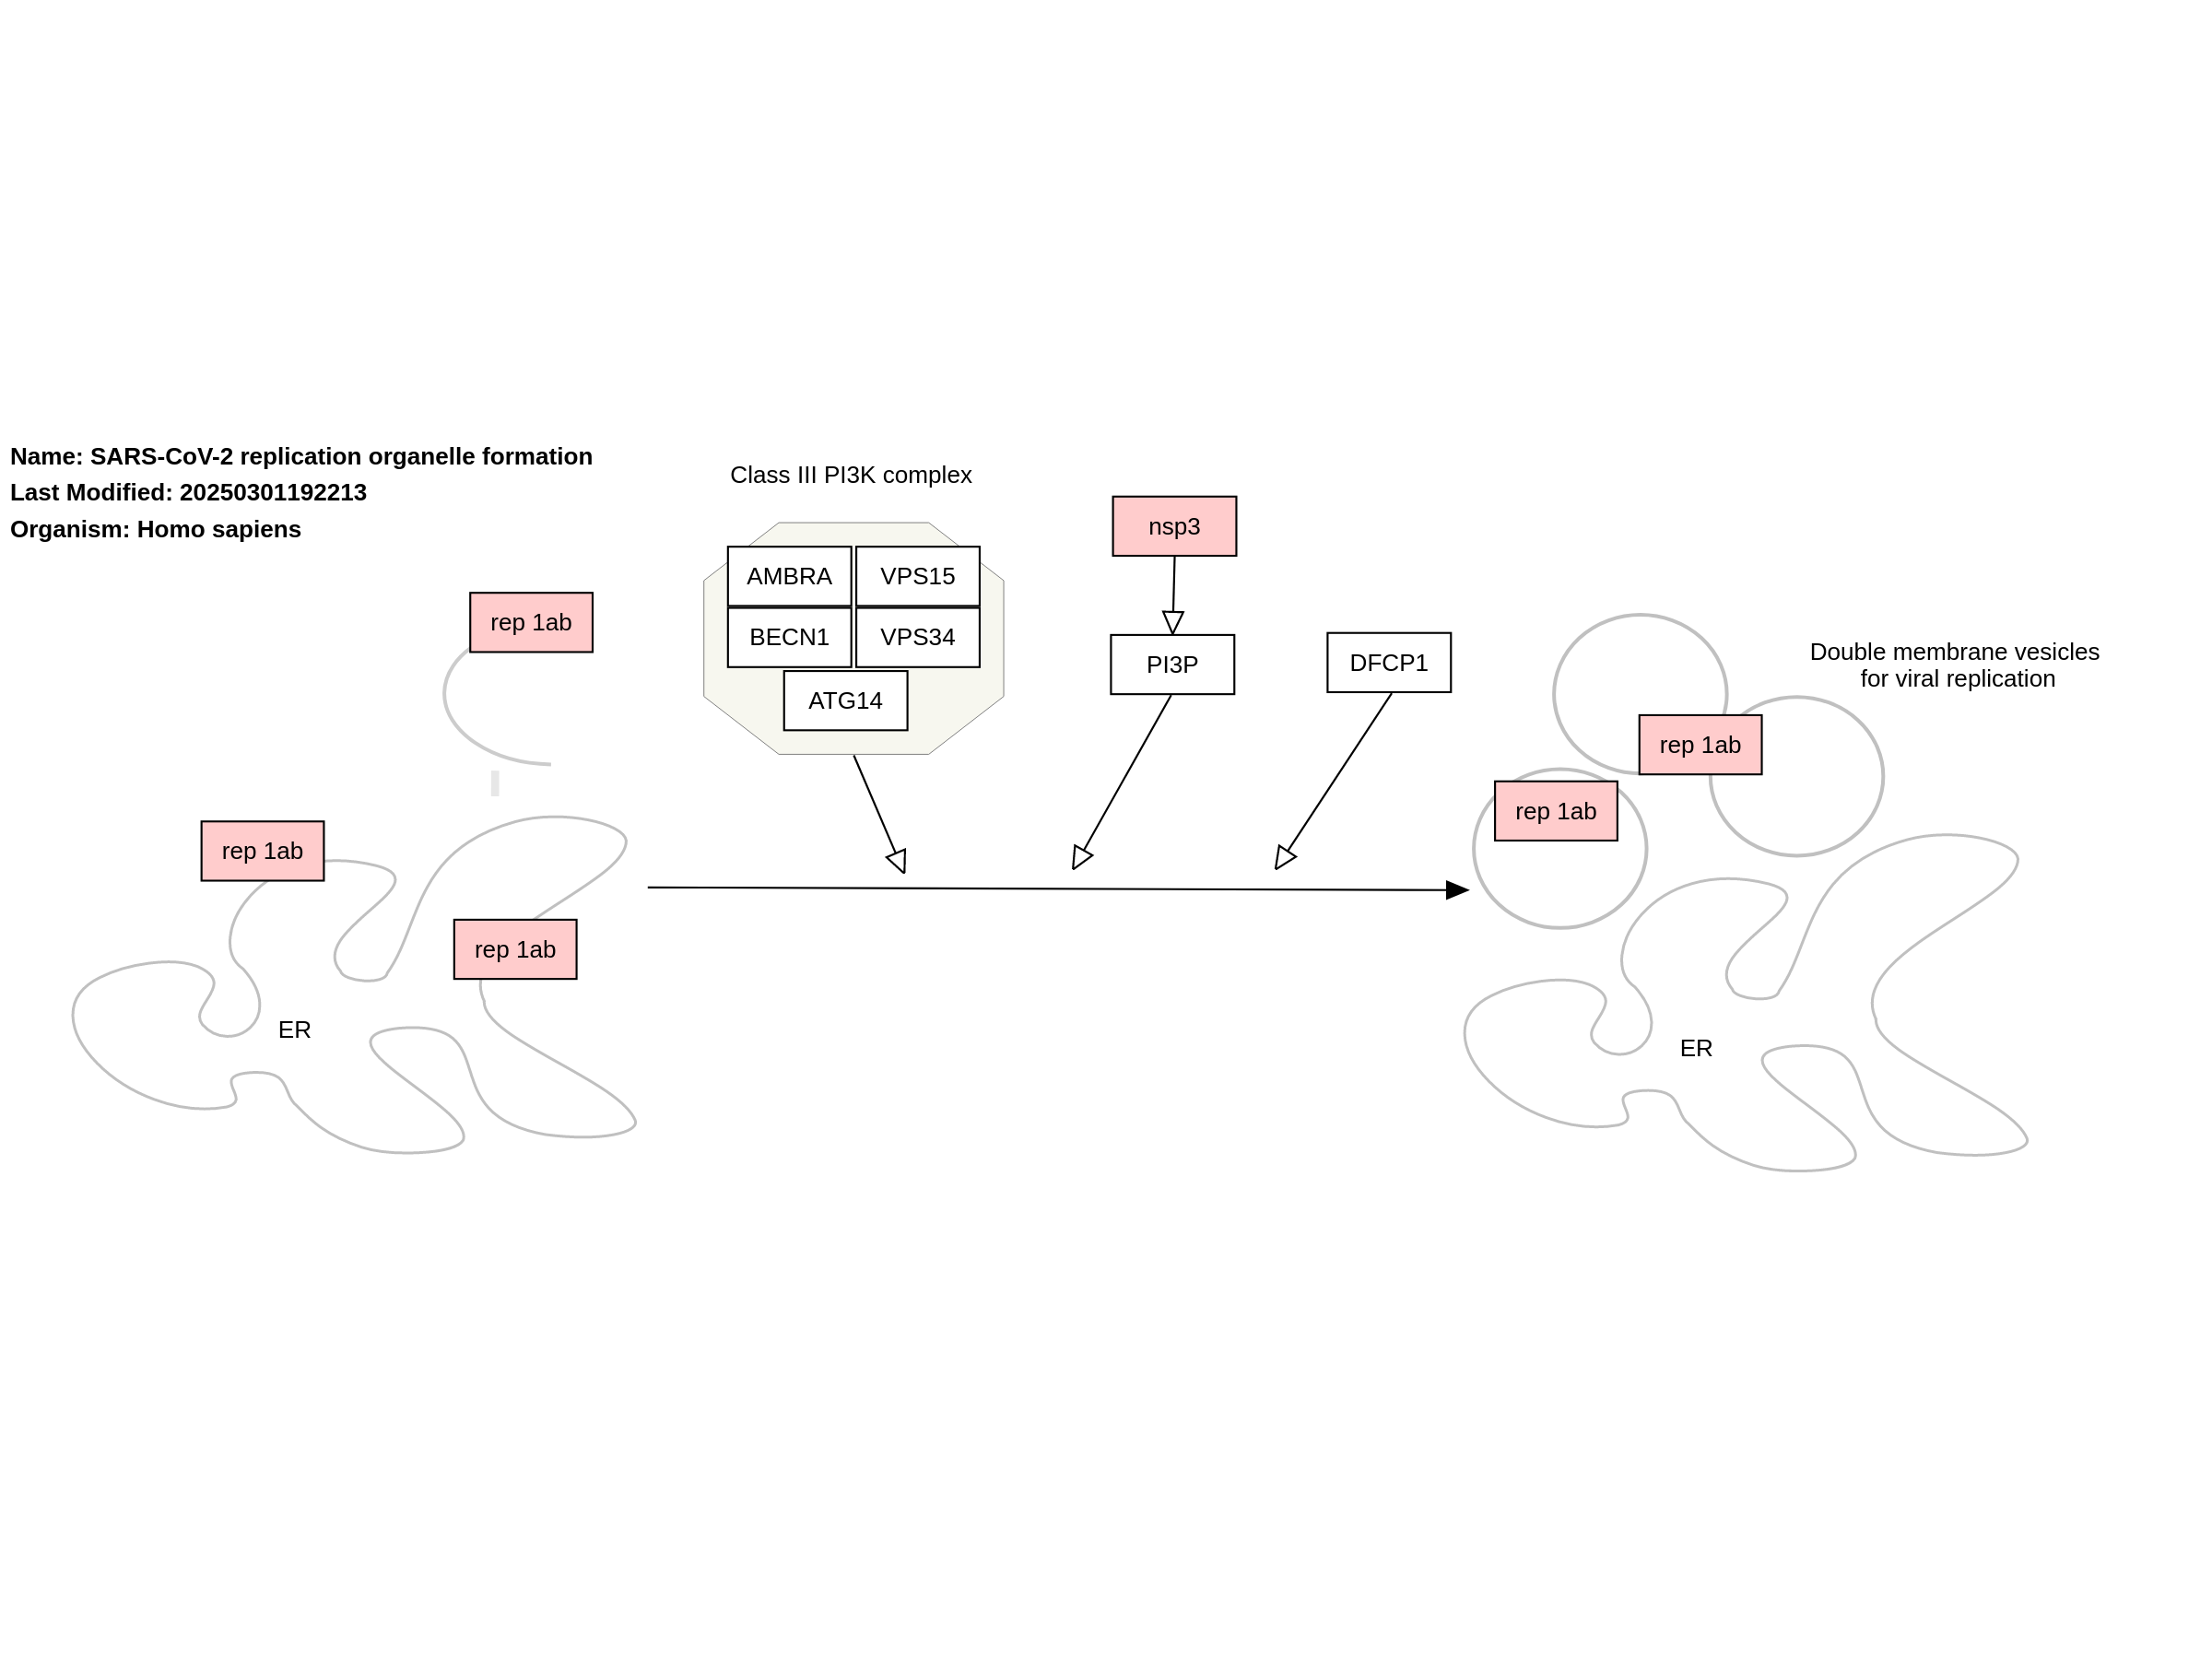 Name: SARS-CoV-2 replication organelle formation
Last Modified: 20250301192213
Organism: Homo sapiens
Class III PI3K complex
AMBRA
VPS15
BECN1
VPS34
ATG14
nsp3
PI3P
DFCP1
rep 1ab
rep 1ab
rep 1ab
ER
Double membrane vesicles
for viral replication
rep 1ab
rep 1ab
ER